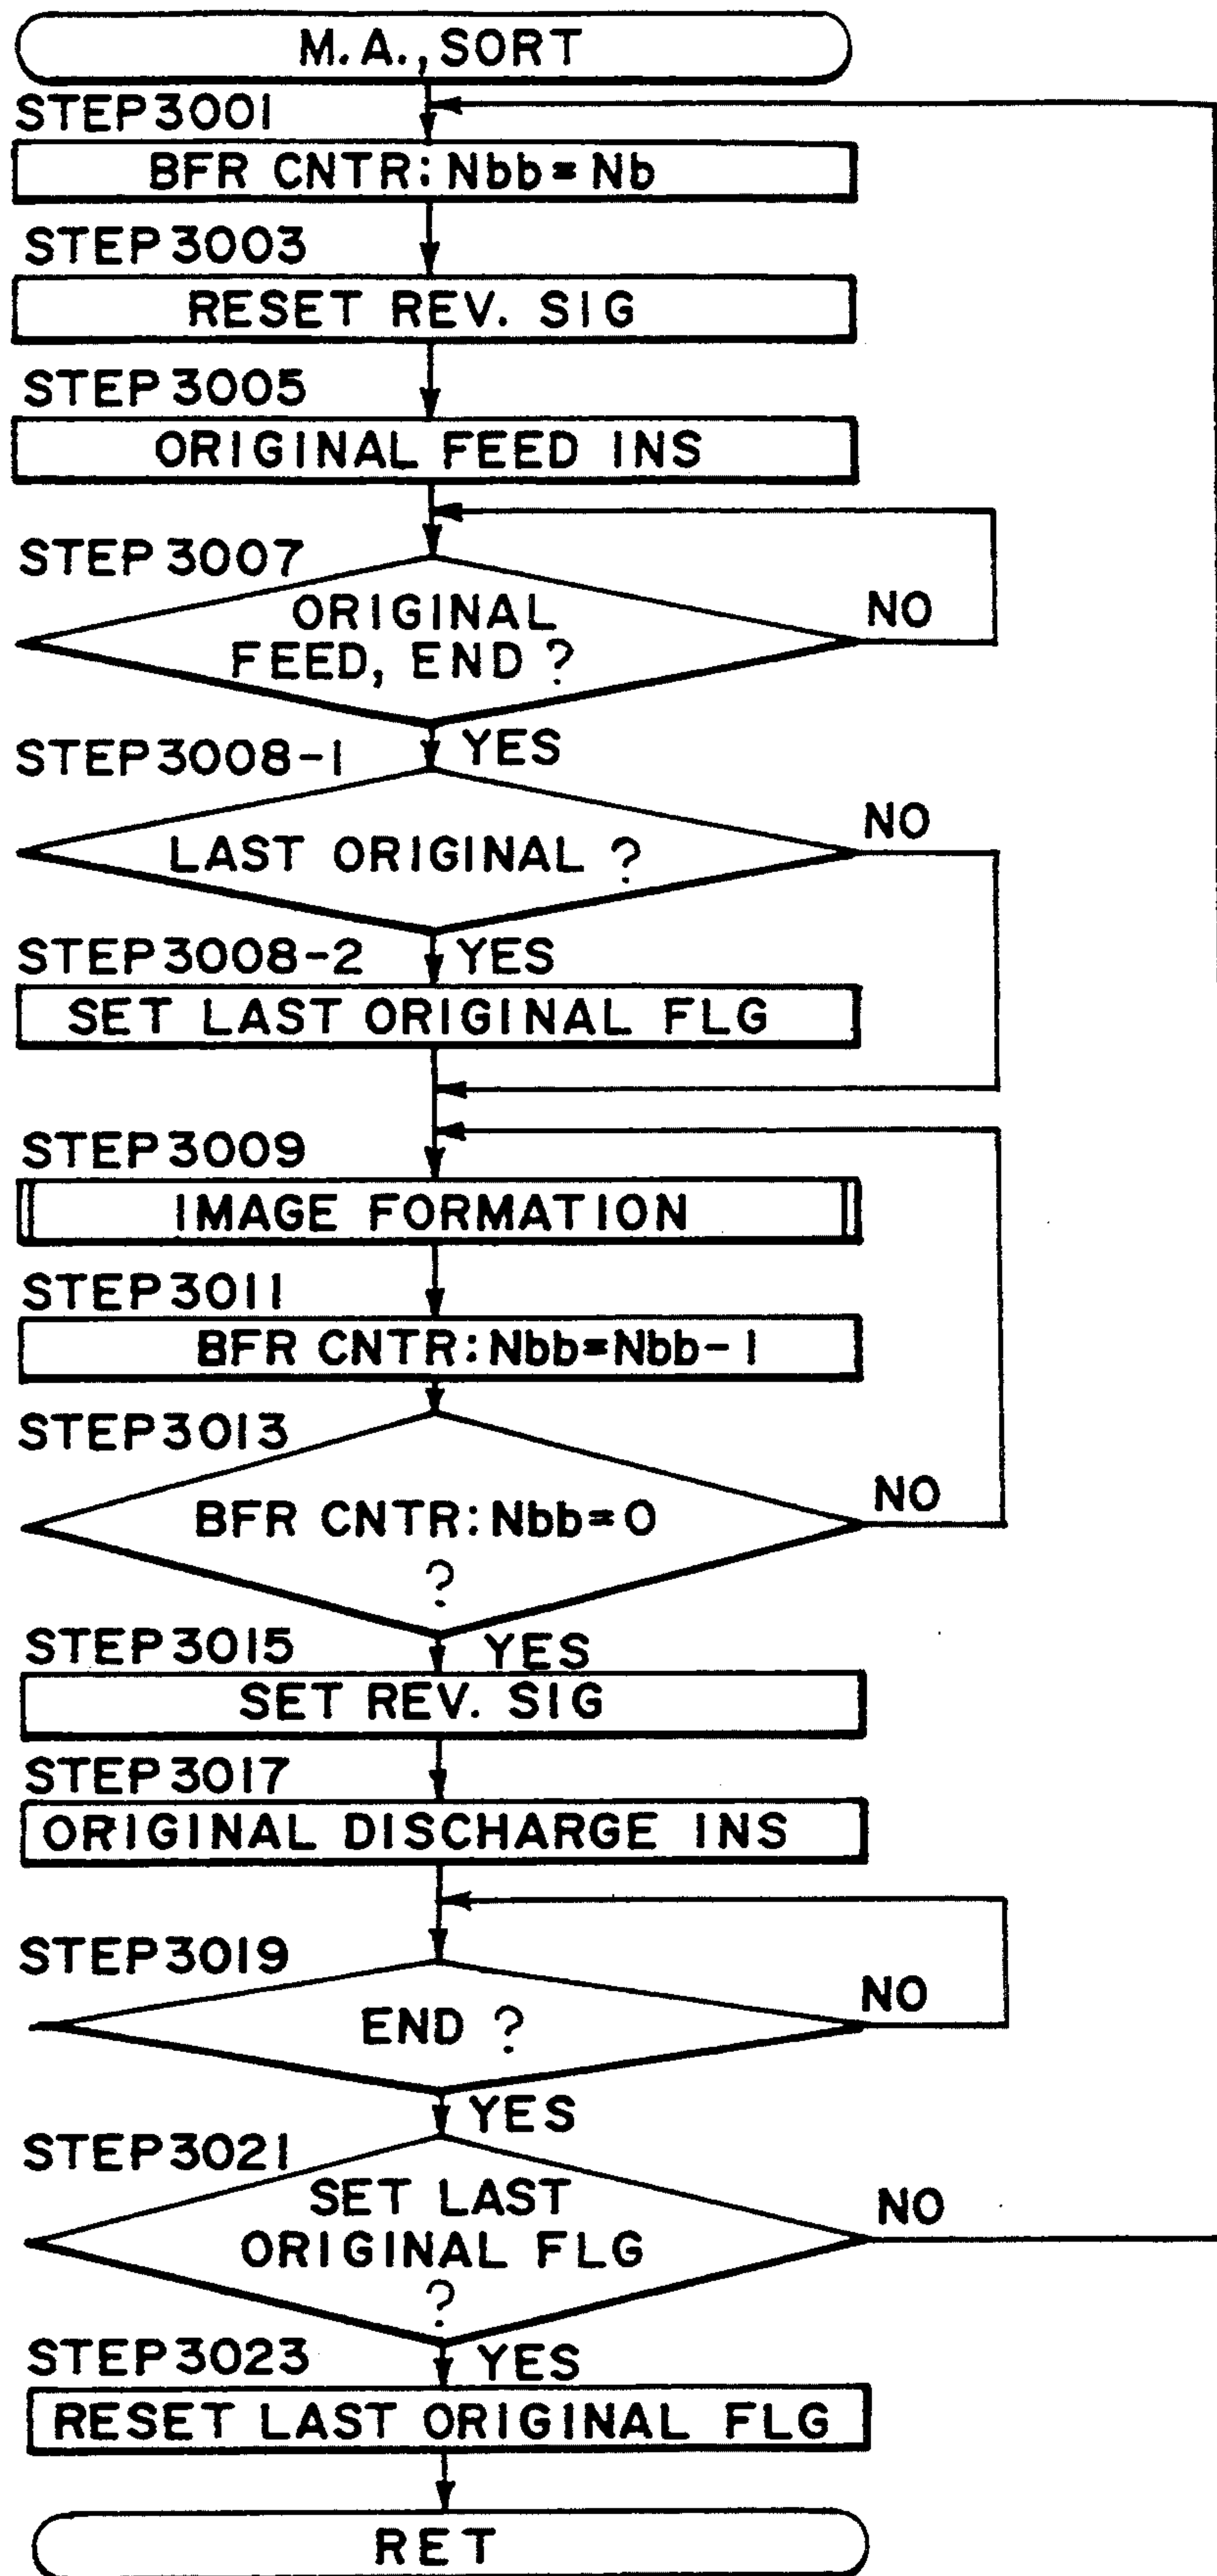 M.A., SORT
STEP3001
BFR CNTR: Nbb=Nb
STEP3003
RESET REV. SIG
STEP3005
ORIGINAL FEED INS
STEP3007
ORIGINAL
FEED, END ?
NO
YES
STEP3008-1
LAST ORIGINAL ?
NO
STEP3008-2
YES
SET LAST ORIGINAL FLG
STEP3009
IMAGE FORMATION
STEP3011
BFR CNTR: Nbb=Nbb-1
STEP3013
BFR CNTR: Nbb=0
?
NO
STEP3015
YES
SET REV. SIG
STEP3017
ORIGINAL DISCHARGE INS
STEP3019
END ?
NO
YES
STEP3021
SET LAST
ORIGINAL FLG
?
NO
STEP3023
YES
RESET LAST ORIGINAL FLG
RET